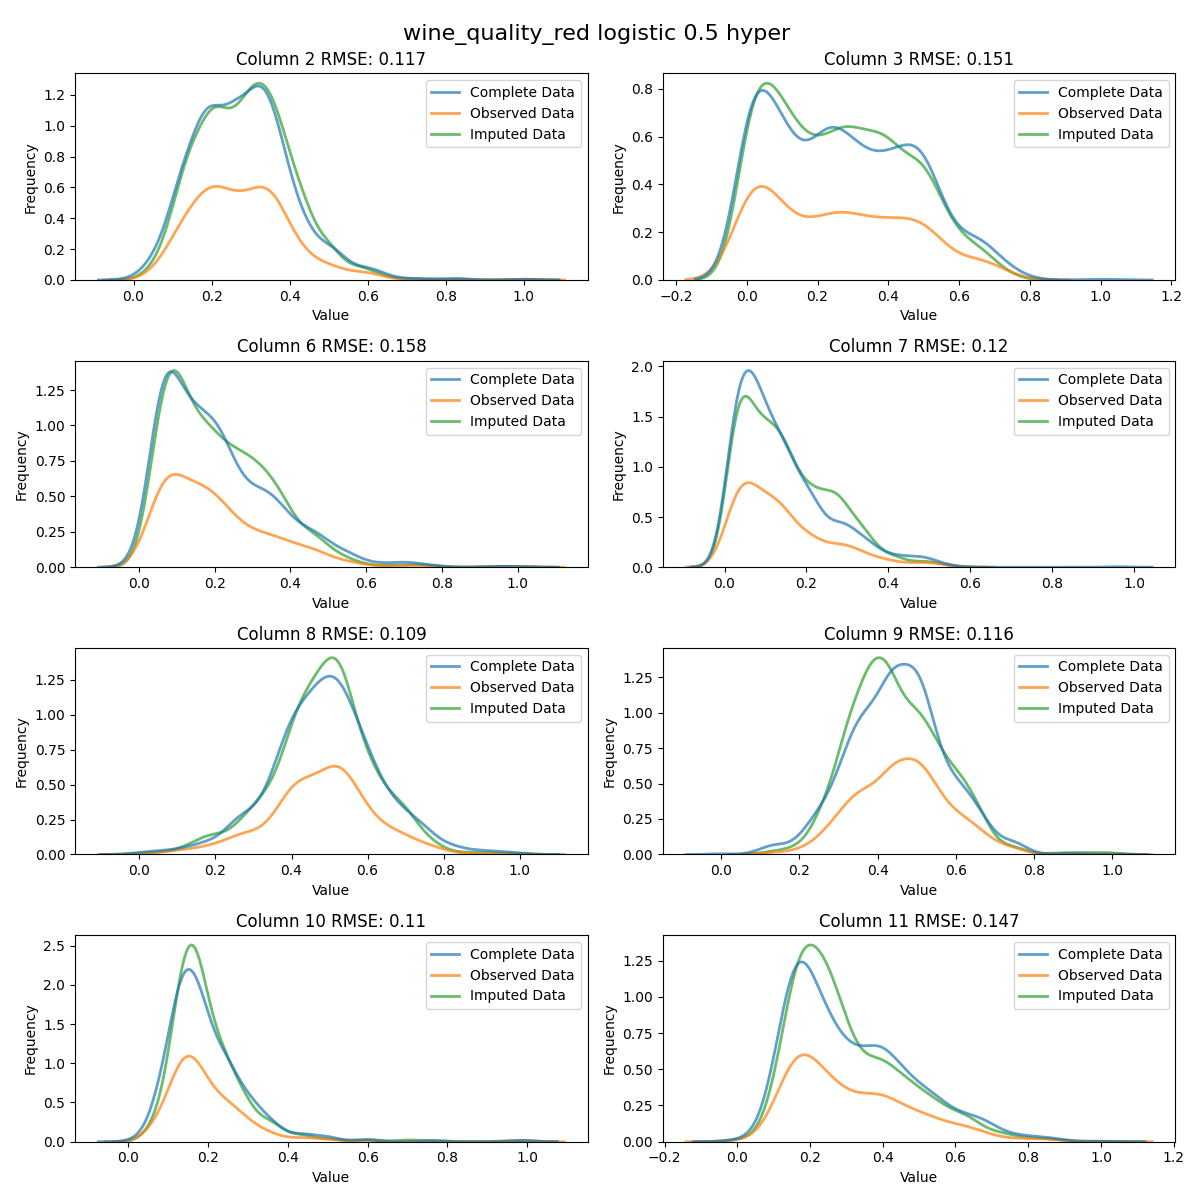 wine_quality_red logistic 0.5 hyper
Column 2 RMSE: 0.117
Frequency
1.2
1.0
0.8
0.6
0.4
0.2
0.0
Complete Data
Observed Data
Imputed Data
0.0 0.2 0.4 0.6 0.8 1.0
Value
Column 3 RMSE: 0.151
Frequency
0.8
0.6
0.4
0.2
0.0
Complete Data
Observed Data
Imputed Data
−0.2 0.0 0.2 0.4 0.6 0.8 1.0 1.2
Value
Column 6 RMSE: 0.158
Frequency
1.25
1.00
0.75
0.50
0.25
0.00
Complete Data
Observed Data
Imputed Data
0.0 0.2 0.4 0.6 0.8 1.0
Value
Column 7 RMSE: 0.12
Frequency
2.0
1.5
1.0
0.5
0.0
Complete Data
Observed Data
Imputed Data
0.0 0.2 0.4 0.6 0.8 1.0
Value
Column 8 RMSE: 0.109
Frequency
1.25
1.00
0.75
0.50
0.25
0.00
Complete Data
Observed Data
Imputed Data
0.0 0.2 0.4 0.6 0.8 1.0
Value
Column 9 RMSE: 0.116
Frequency
1.25
1.00
0.75
0.50
0.25
0.00
Complete Data
Observed Data
Imputed Data
0.0 0.2 0.4 0.6 0.8 1.0
Value
Column 10 RMSE: 0.11
Frequency
2.5
2.0
1.5
1.0
0.5
0.0
Complete Data
Observed Data
Imputed Data
0.0 0.2 0.4 0.6 0.8 1.0
Value
Column 11 RMSE: 0.147
Frequency
1.25
1.00
0.75
0.50
0.25
0.00
Complete Data
Observed Data
Imputed Data
−0.2 0.0 0.2 0.4 0.6 0.8 1.0 1.2
Value